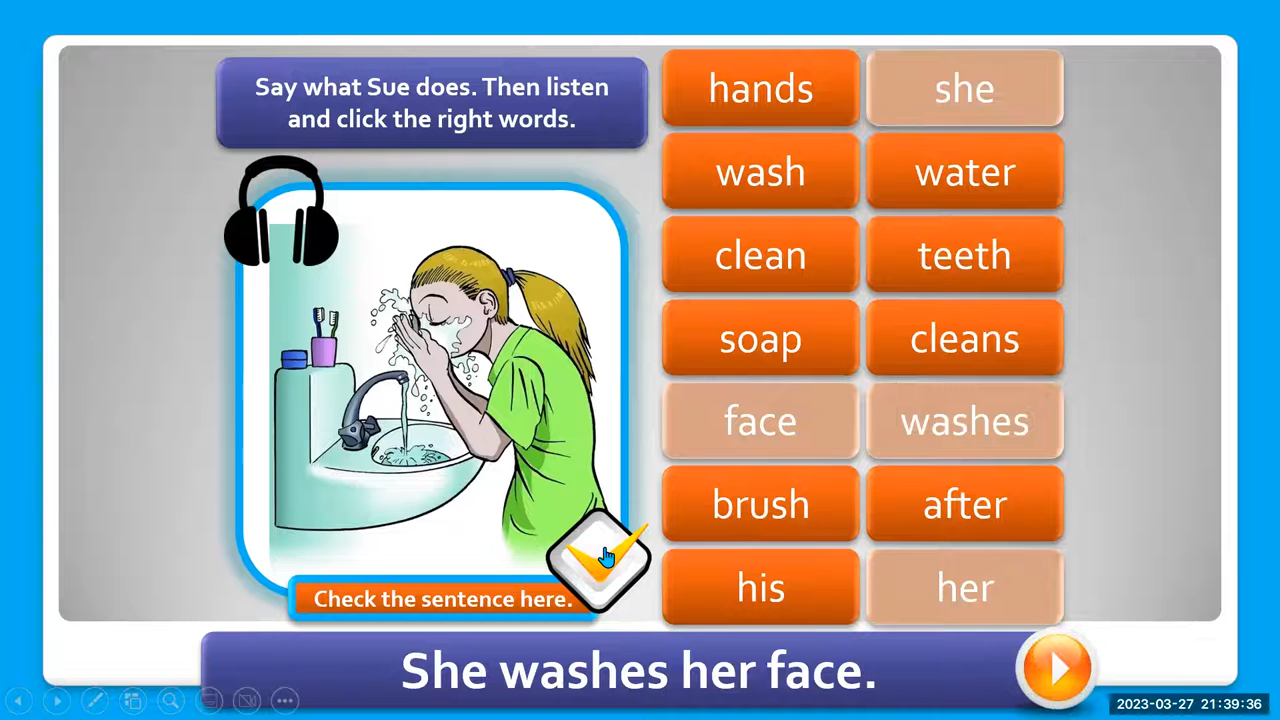 Say what Sue does. Then listen
and click the right words.
hands
she
wash
water
clean
teeth
soap
cleans
face
washes
brush
after
his
her
Check the sentence here.
She washes her face.
2023-03-27 21:39:36